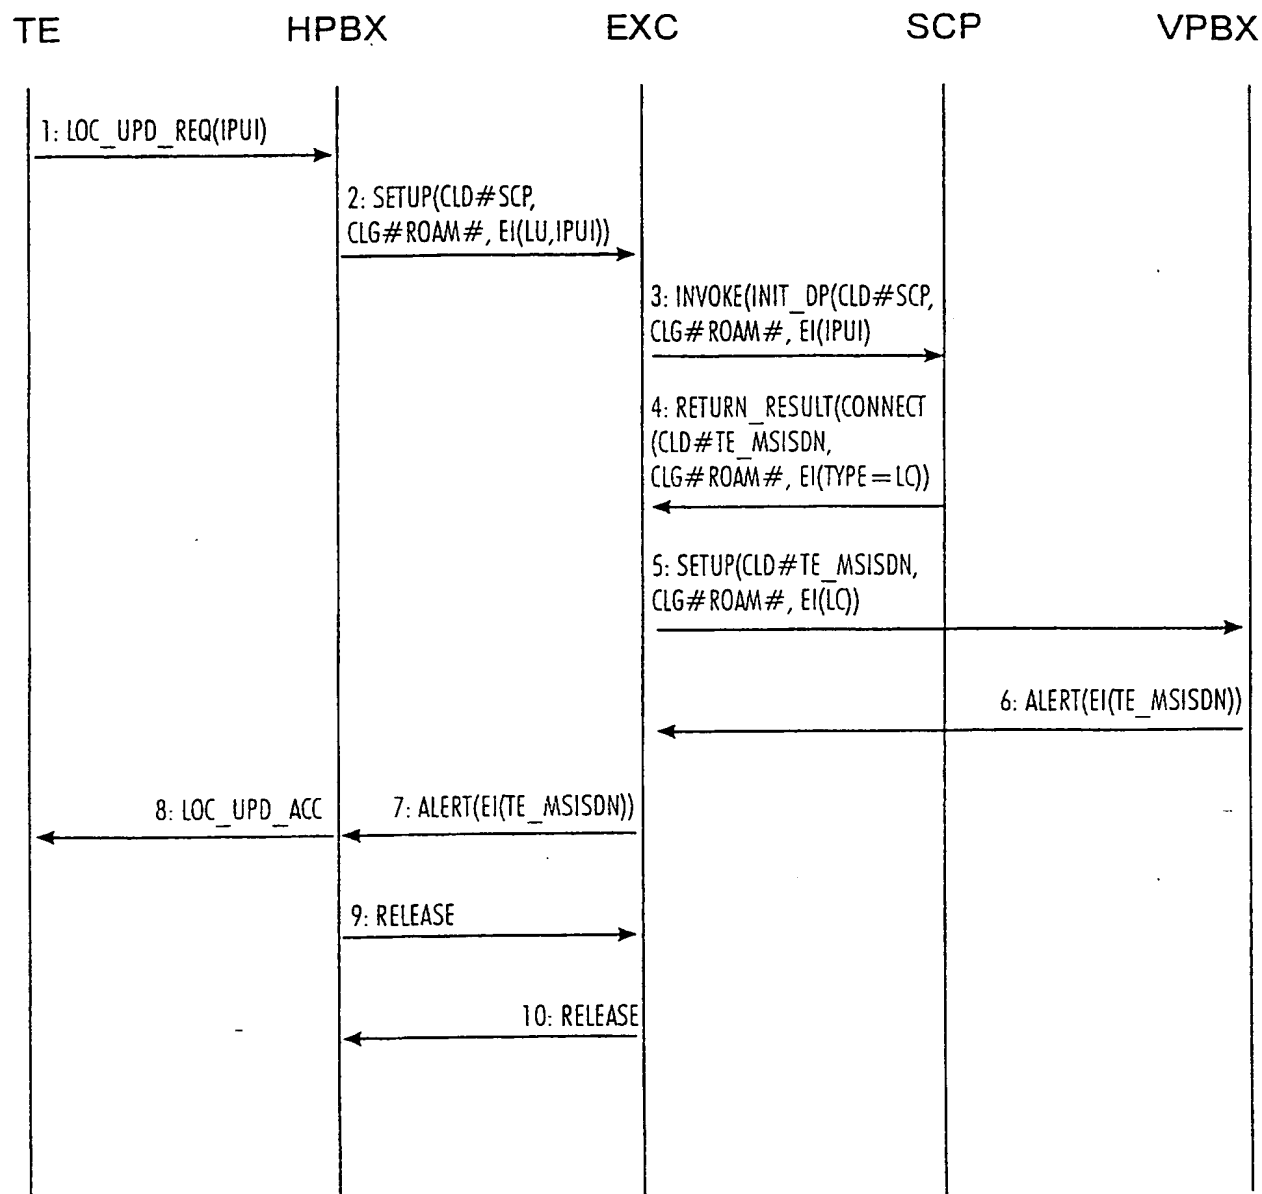 TE HPBX EXC SCP VPBX
1: LOC_UPD_REQ(IPUI)
2: SETUP(CLD#SCP,
CLG#ROAM#, EI(LU,IPUI))
3: INVOKE(INIT_DP(CLD#SCP,
CLG#ROAM#, EI(IPUI)
4: RETURN_RESULT(CONNECT
(CLD#TE_MSISDN,
CLG#ROAM#, EI(TYPE=LC))
5: SETUP(CLD#TE_MSISDN,
CLG#ROAM#, EI(LC))
6: ALERT(EI(TE_MSISDN))
8: LOC_UPD_ACC 7: ALERT(EI(TE_MSISDN))
9: RELEASE
10: RELEASE